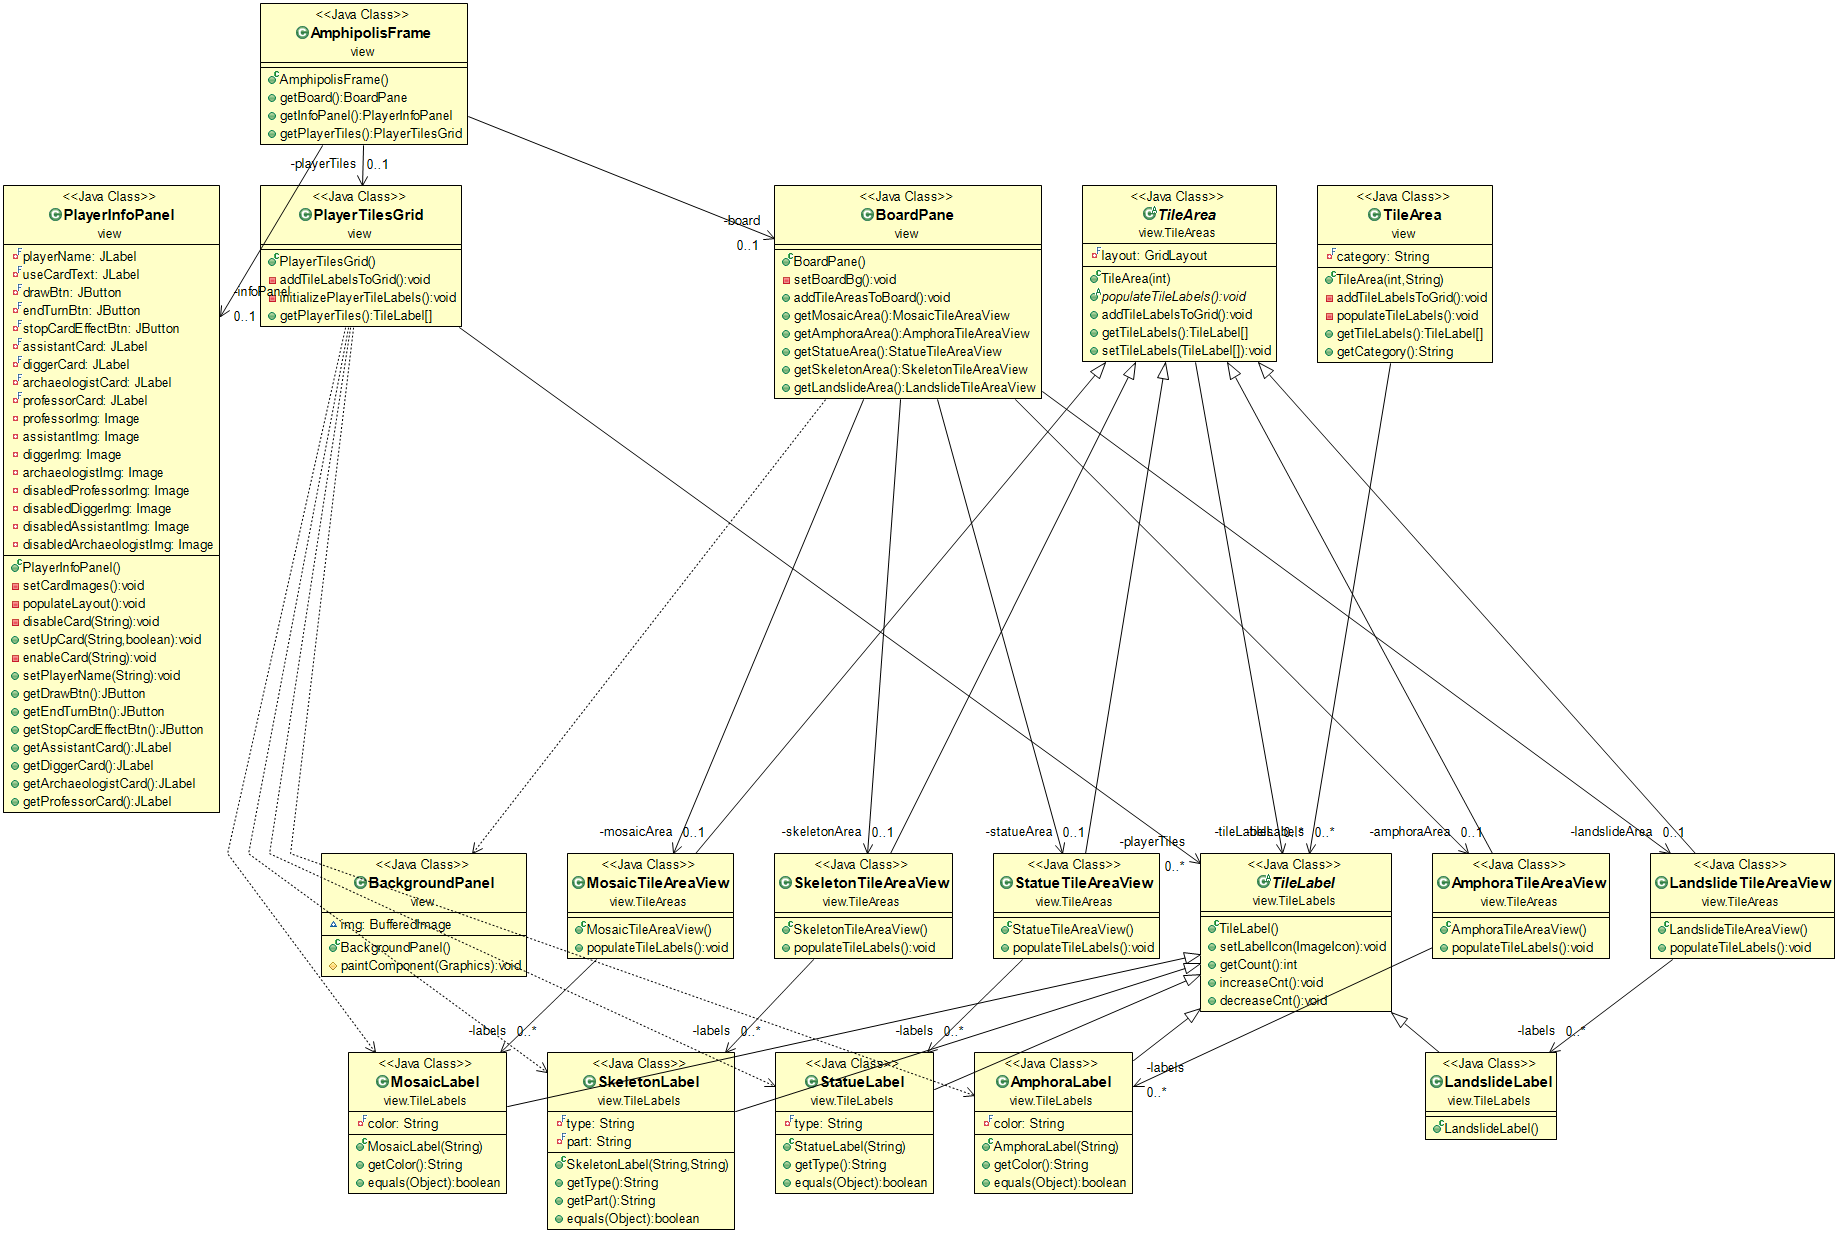 <<Java Class>>
AmphipolisFrame
view
AmphipolisFrame()
getBoard():BoardPane
getInfoPanel():PlayerInfoPanel
getPlayerTiles():PlayerTilesGrid
-playerTiles 0..1
-board
0..1
-infoPanel
0..1
<<Java Class>>
PlayerInfoPanel
view
playerName: JLabel
useCardText: JLabel
drawBtn: JButton
endTurnBtn: JButton
stopCardEffectBtn: JButton
assistantCard: JLabel
diggerCard: JLabel
archaeologistCard: JLabel
professorCard: JLabel
professorImg: Image
assistantImg: Image
diggerImg: Image
archaeologistImg: Image
disabledProfessorImg: Image
disabledDiggerImg: Image
disabledAssistantImg: Image
disabledArchaeologistImg: Image
PlayerInfoPanel()
setCardImages():void
populateLayout():void
disableCard(String):void
setUpCard(String,boolean):void
enableCard(String):void
setPlayerName(String):void
getDrawBtn():JButton
getEndTurnBtn():JButton
getStopCardEffectBtn():JButton
getAssistantCard():JLabel
getDiggerCard():JLabel
getArchaeologistCard():JLabel
getProfessorCard():JLabel
<<Java Class>>
PlayerTilesGrid
view
PlayerTilesGrid()
addTileLabelsToGrid():void
initializePlayerTileLabels():void
getPlayerTiles():TileLabel[]
<<Java Class>>
BoardPane
view
BoardPane()
setBoardBg():void
addTileAreasToBoard():void
getMosaicArea():MosaicTileAreaView
getAmphoraArea():AmphoraTileAreaView
getStatueArea():StatueTileAreaView
getSkeletonArea():SkeletonTileAreaView
getLandslideArea():LandslideTileAreaView
<<Java Class>>
TileArea
view.TileAreas
layout: GridLayout
TileArea(int)
populateTileLabels():void
addTileLabelsToGrid():void
getTileLabels():TileLabel[]
setTileLabels(TileLabel[]):void
<<Java Class>>
TileArea
view
category: String
TileArea(int,String)
addTileLabelsToGrid():void
populateTileLabels():void
getTileLabels():TileLabel[]
getCategory():String
-mosaicArea 0..1
-skeletonArea 0..1
-statueArea 0..1
-playerTiles
0..*
-tileLabels 0..*
-tileLabels 0..*
-amphoraArea 0..1
-landslideArea 0..1
<<Java Class>>
BackgroundPanel
view
img: BufferedImage
BackgroundPanel()
paintComponent(Graphics):void
<<Java Class>>
MosaicTileAreaView
view.TileAreas
MosaicTileAreaView()
populateTileLabels():void
<<Java Class>>
SkeletonTileAreaView
view.TileAreas
SkeletonTileAreaView()
populateTileLabels():void
<<Java Class>>
StatueTileAreaView
view.TileAreas
StatueTileAreaView()
populateTileLabels():void
<<Java Class>>
TileLabel
view.TileLabels
TileLabel()
setLabelIcon(ImageIcon):void
getCount():int
increaseCnt():void
decreaseCnt():void
<<Java Class>>
AmphoraTileAreaView
view.TileAreas
AmphoraTileAreaView()
populateTileLabels():void
<<Java Class>>
LandslideTileAreaView
view.TileAreas
LandslideTileAreaView()
populateTileLabels():void
-labels 0..*
-labels 0..*
-labels 0..*
-labels
0..*
-labels 0..*
<<Java Class>>
MosaicLabel
view.TileLabels
color: String
MosaicLabel(String)
getColor():String
equals(Object):boolean
<<Java Class>>
SkeletonLabel
view.TileLabels
type: String
part: String
SkeletonLabel(String,String)
getType():String
getPart():String
equals(Object):boolean
<<Java Class>>
StatueLabel
view.TileLabels
type: String
StatueLabel(String)
getType():String
equals(Object):boolean
<<Java Class>>
AmphoraLabel
view.TileLabels
color: String
AmphoraLabel(String)
getColor():String
equals(Object):boolean
<<Java Class>>
LandslideLabel
view.TileLabels
LandslideLabel()